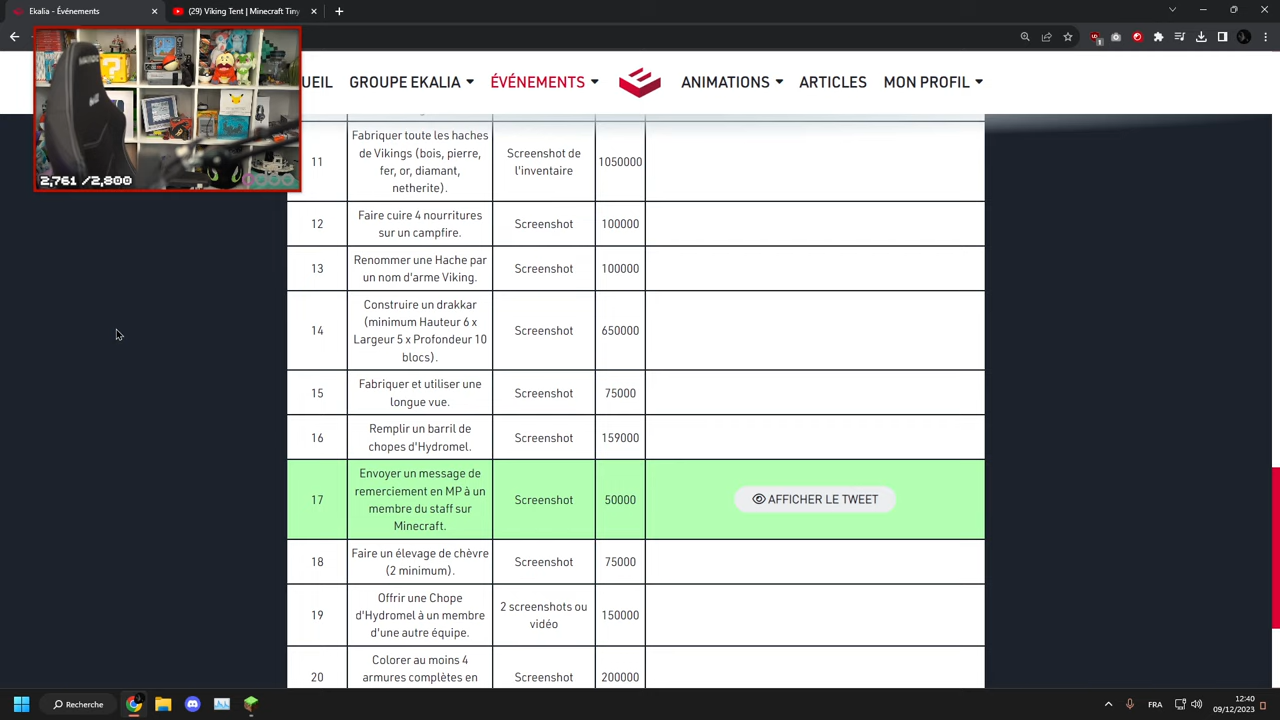 Ekalia - Événements
(29) Viking Tent | Minecraft Tiny
UEIL
GROUPE EKALIA
ÉVÉNEMENTS
ANIMATIONS
ARTICLES
MON PROFIL
2,761 /2,800
11
Fabriquer toute les haches
de Vikings (bois, pierre,
fer, or, diamant,
netherite).
Screenshot de
l'inventaire
1050000
12
Faire cuire 4 nourritures
sur un campfire.
Screenshot
100000
13
Renommer une Hache par
un nom d'arme Viking.
Screenshot
100000
14
Construire un drakkar
(minimum Hauteur 6 x
Largeur 5 x Profondeur 10
blocs).
Screenshot
650000
15
Fabriquer et utiliser une
longue vue.
Screenshot
75000
16
Remplir un barril de
chopes d'Hydromel.
Screenshot
159000
17
Envoyer un message de
remerciement en MP à un
membre du staff sur
Minecraft.
Screenshot
50000
AFFICHER LE TWEET
18
Faire un élevage de chèvre
(2 minimum).
Screenshot
75000
19
Offrir une Chope
d'Hydromel à un membre
d'une autre équipe.
2 screenshots ou
vidéo
150000
20
Colorer au moins 4
armures complètes en
Screenshot
200000
Recherche
FRA
12:40
09/12/2023